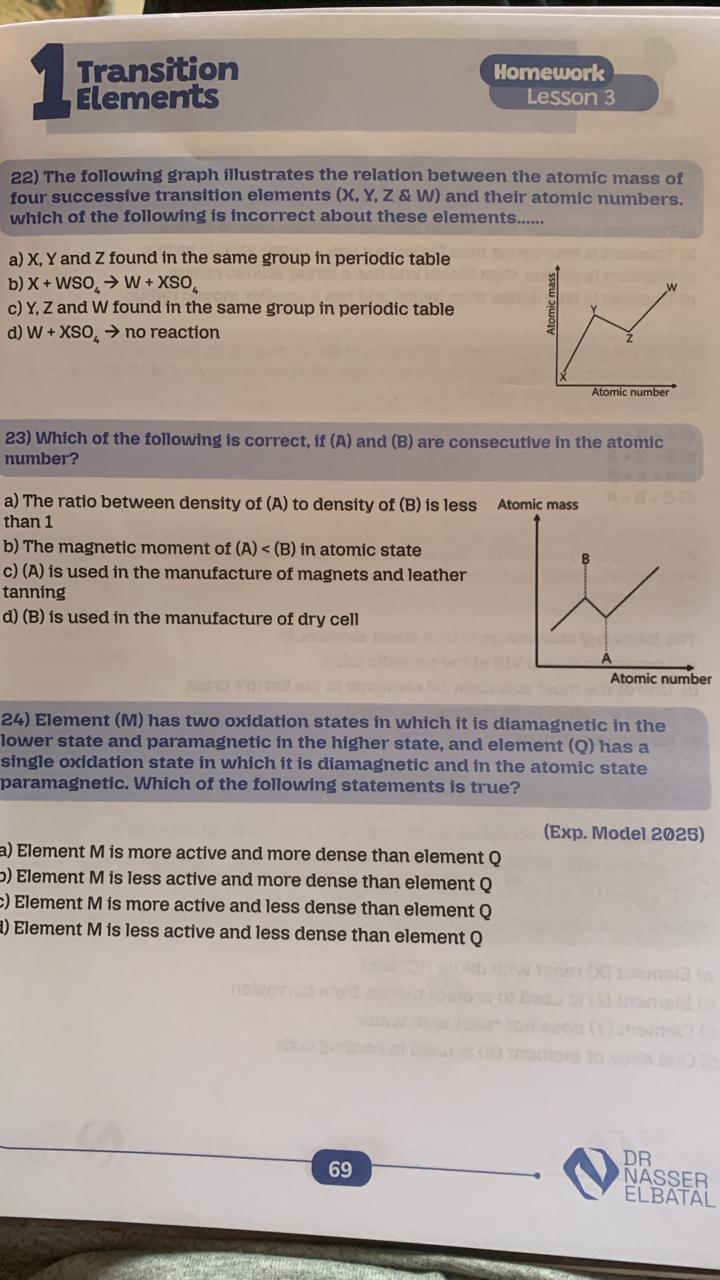 1 Transition
Elements
Homework
Lesson 3
22) The following graph illustrates the relation between the atomic mass of
four successive transition elements (X, Y, Z & W) and their atomic numbers.
which of the following is incorrect about these elements......
a) X, Y and Z found in the same group in periodic table
b) X + WSO₄ → W + XSO₄
c) Y, Z and W found in the same group in periodic table
d) W + XSO₄ → no reaction
Atomic mass
W
Y
Z
X
Atomic number
23) Which of the following is correct, if (A) and (B) are consecutive in the atomic
number?
a) The ratio between density of (A) to density of (B) is less
than 1
b) The magnetic moment of (A) < (B) in atomic state
c) (A) is used in the manufacture of magnets and leather
tanning
d) (B) is used in the manufacture of dry cell
Atomic mass
B
A
Atomic number
24) Element (M) has two oxidation states in which it is diamagnetic in the
lower state and paramagnetic in the higher state, and element (Q) has a
single oxidation state in which it is diamagnetic and in the atomic state
paramagnetic. Which of the following statements is true?
(Exp. Model 2025)
a) Element M is more active and more dense than element Q
b) Element M is less active and more dense than element Q
c) Element M is more active and less dense than element Q
d) Element M is less active and less dense than element Q
69
DR
NASSER
ELBATAL